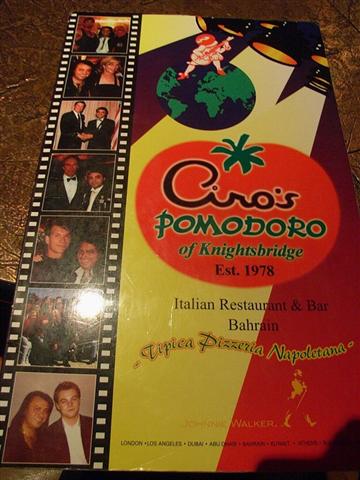 Ciro's
POMODORO
of Knightsbridge
Est. 1978
Italian Restaurant & Bar
Bahrain
- Tipica Pizzeria Napoletana -
JOHNNIE WALKER
LONDON • LOS ANGELES • DUBAI • ABU DHABI • BAHRAIN • KUWAIT • ATHENS •